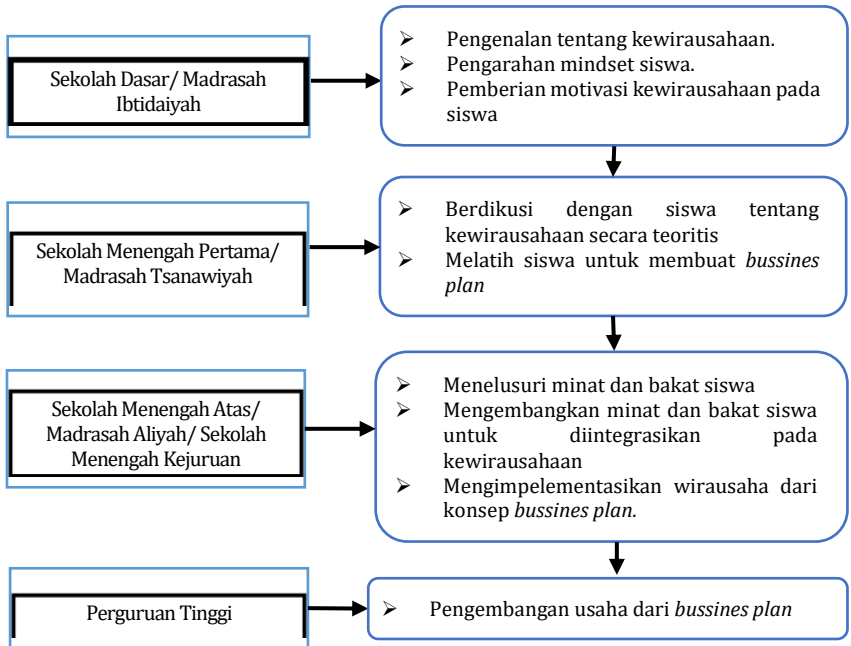 Sekolah Dasar/ Madrasah
Ibtidaiyah
➢ Pengenalan tentang kewirausahaan.
➢ Pengarahan mindset siswa.
➢ Pemberian motivasi kewirausahaan pada
siswa
Sekolah Menengah Pertama/
Madrasah Tsanawiyah
➢ Berdikusi dengan siswa tentang
kewirausahaan secara teoritis
➢ Melatih siswa untuk membuat bussines
plan
Sekolah Menengah Atas/
Madrasah Aliyah/ Sekolah
Menengah Kejuruan
➢ Menelusuri minat dan bakat siswa
➢ Mengembangkan minat dan bakat siswa
untuk diintegrasikan pada
kewirausahaan
➢ Mengimpelementasikan wirausaha dari
konsep bussines plan.
Perguruan Tinggi
➢ Pengembangan usaha dari bussines plan